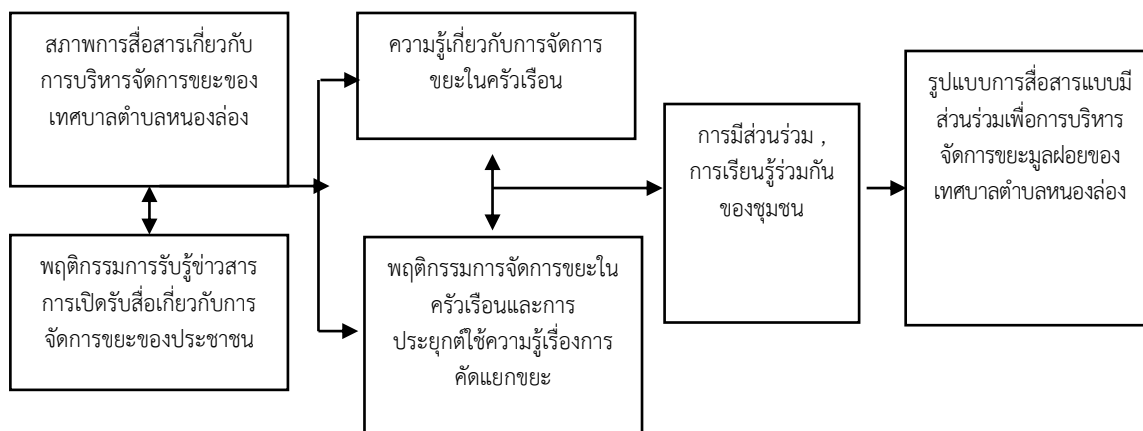 สภาพการสื่อสารเกี่ยวกับ
การบริหารจัดการขยะของ
เทศบาลตำบลหนองล่อง
พฤติกรรมการรับรู้ข่าวสาร
การเปิดรับสื่อเกี่ยวกับการ
จัดการขยะของประชาชน
ความรู้เกี่ยวกับการจัดการ
ขยะในครัวเรือน
พฤติกรรมการจัดการขยะใน
ครัวเรือนและการ
ประยุกต์ใช้ความรู้เรื่องการ
คัดแยกขยะ
การมีส่วนร่วม ,
การเรียนรู้ร่วมกัน
ของชุมชน
รูปแบบการสื่อสารแบบมี
ส่วนร่วมเพื่อการบริหาร
จัดการขยะมูลฝอยของ
เทศบาลตำบลหนองล่อง